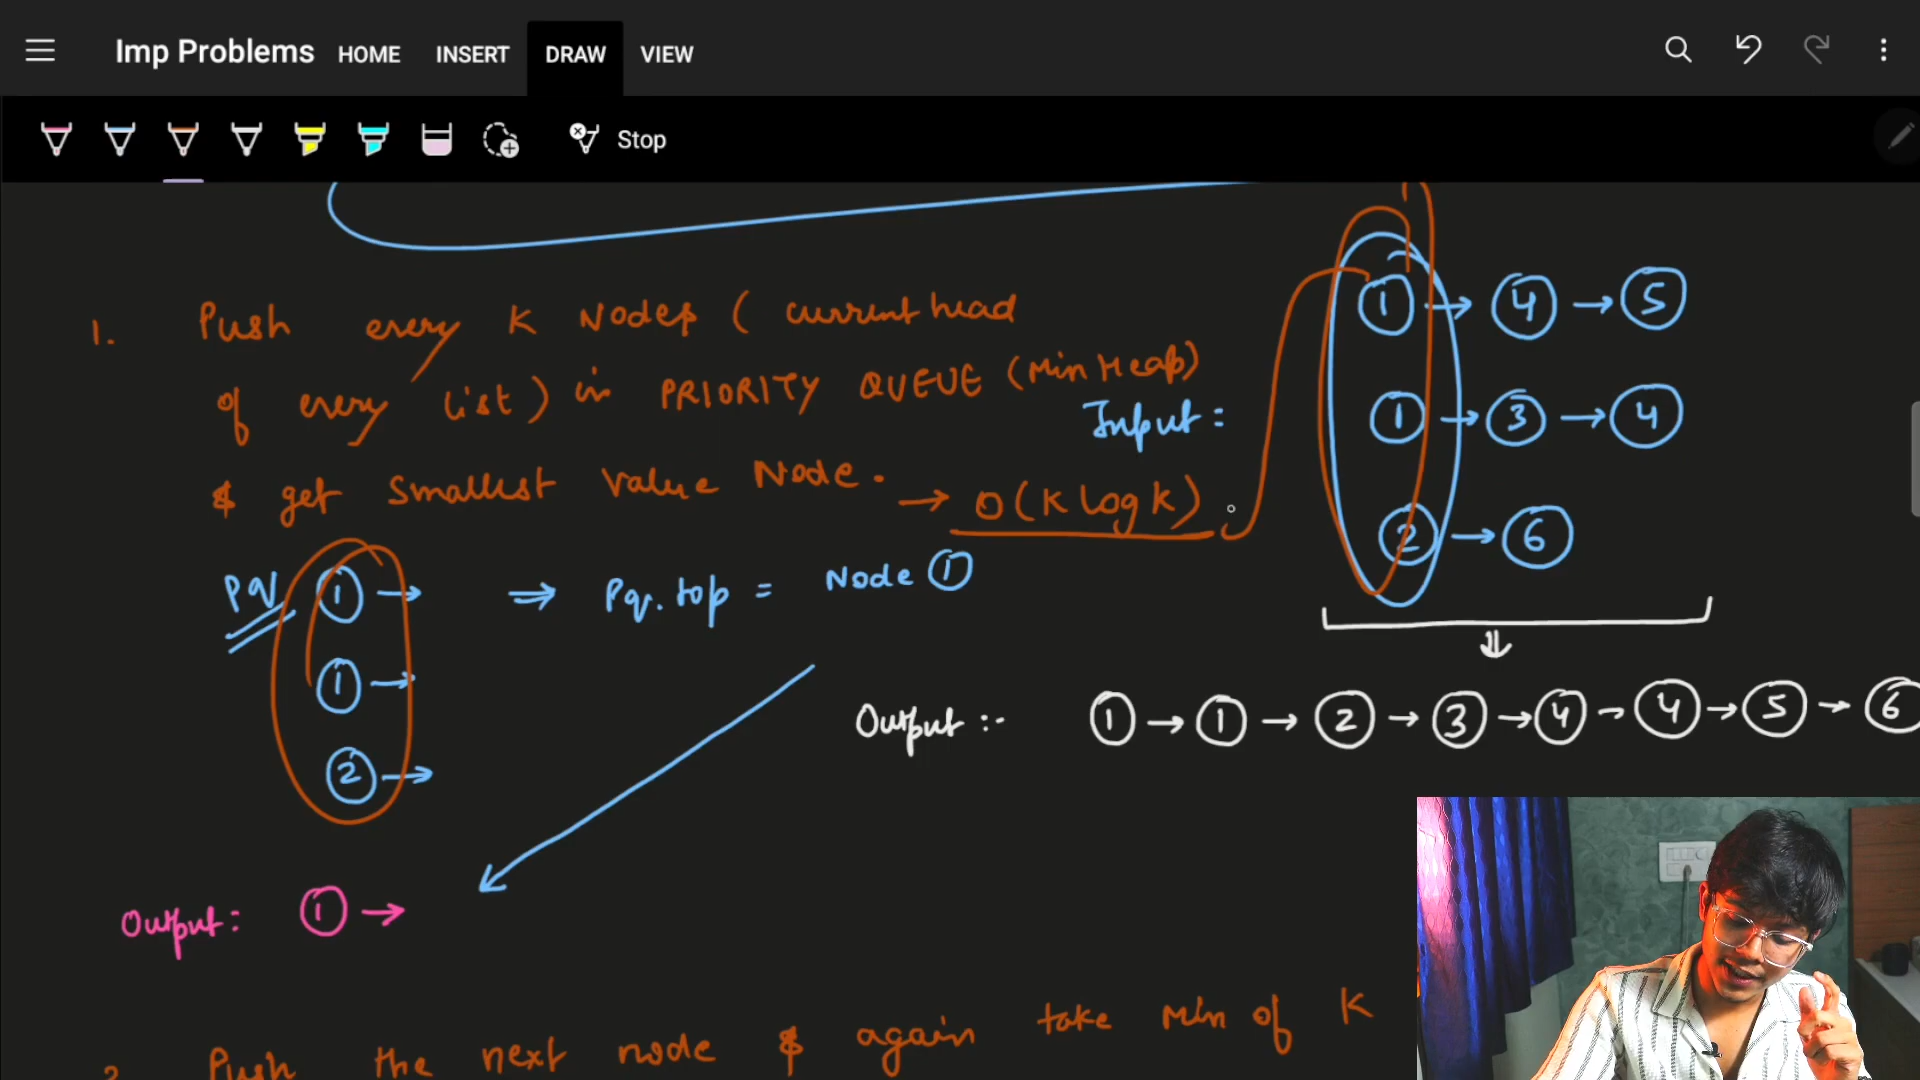 Imp Problems HOME INSERT DRAW VIEW
Stop
1. Push every K Nodes ( current head
of every list ) in PRIORITY QUEUE (Min Heap)
& get smallest value Node. → O(K log K)
Input :
1 → 4 → 5
1 → 3 → 4
2 → 6
Pq 1 → ⇒ Pq.top = Node 1
1 →
2 →
Output :- 1 → 1 → 2 → 3 → 4 → 4 → 5 → 6
Output : 1 →
2. Push the next node & again take Min of K